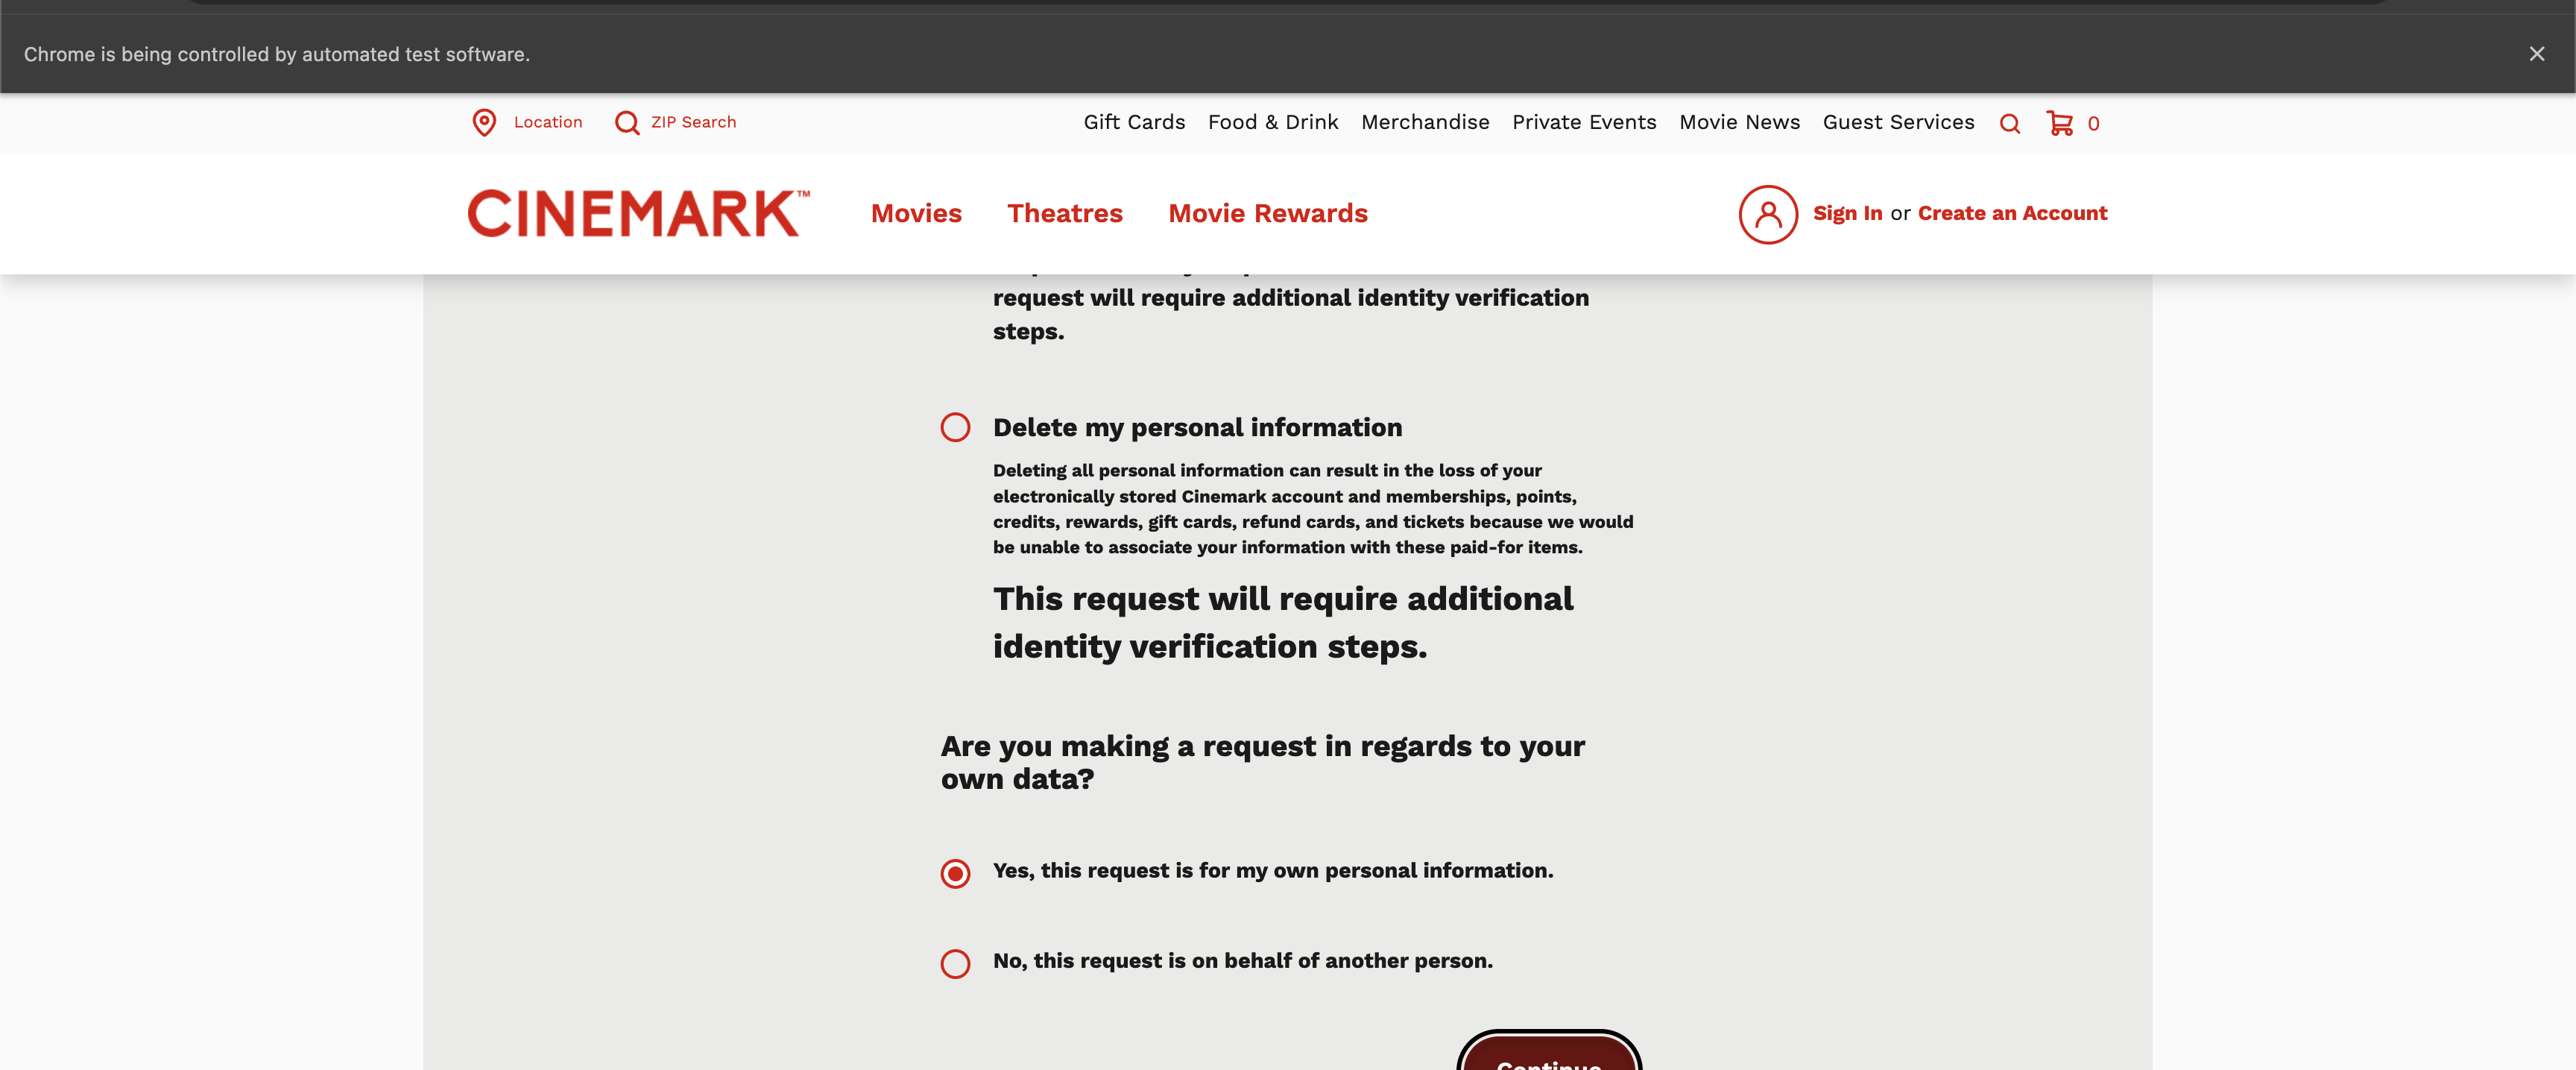 Chrome is being controlled by automated test software.
Location ZIP Search Gift Cards Food & Drink Merchandise Private Events Movie News Guest Services 0
CINEMARK™ Movies Theatres Movie Rewards Sign In or Create an Account
request will require additional identity verification
steps.
Delete my personal information
Deleting all personal information can result in the loss of your
electronically stored Cinemark account and memberships, points,
credits, rewards, gift cards, refund cards, and tickets because we would
be unable to associate your information with these paid-for items.
This request will require additional
identity verification steps.
Are you making a request in regards to your
own data?
Yes, this request is for my own personal information.
No, this request is on behalf of another person.
Continue